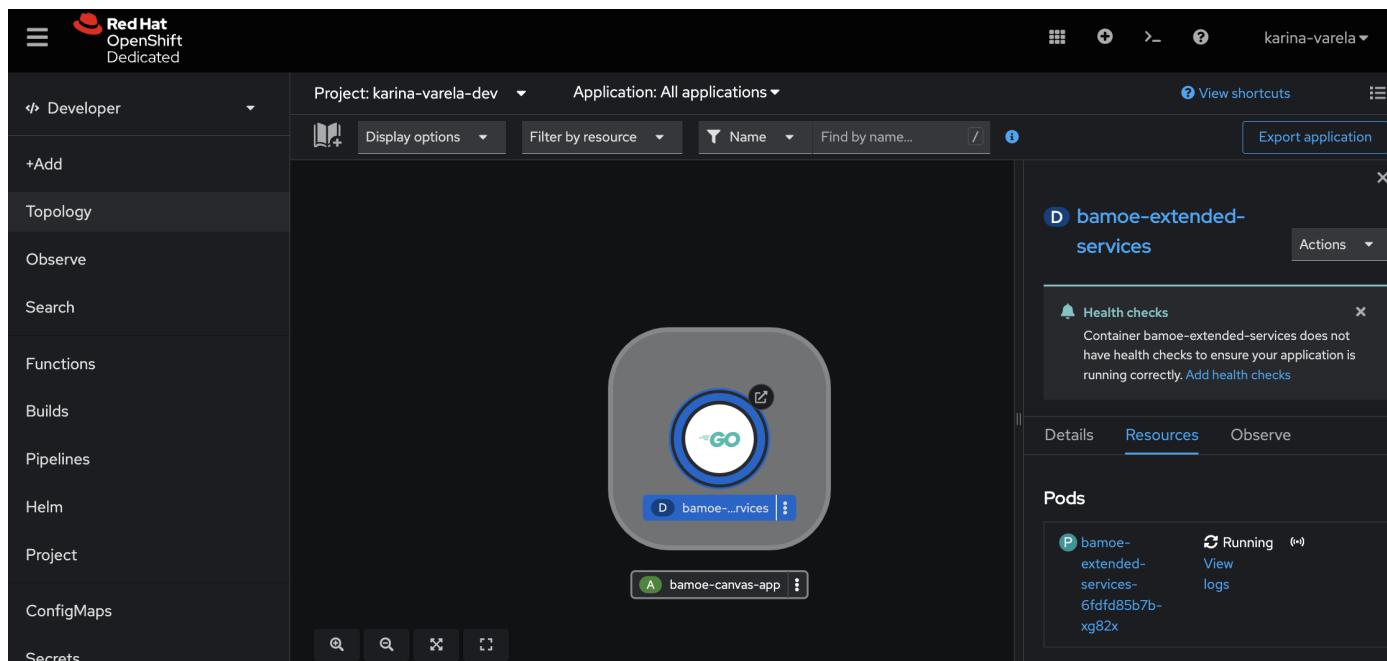 Red Hat
OpenShift
Dedicated
karina-varela
Developer
+Add
Topology
Observe
Search
Functions
Builds
Pipelines
Helm
Project
ConfigMaps
Secrets
Project: karina-varela-dev
Application: All applications
View shortcuts
Display options
Filter by resource
Name
Find by name...
/
Export application
GO
D bamoe-...rvices
A bamoe-canvas-app
D bamoe-extended-
services
Actions
Health checks
Container bamoe-extended-services does not
have health checks to ensure your application is
running correctly. Add health checks
Details Resources Observe
Pods
P bamoe-
extended-
services-
6fdfd85b7b-
xg82x
Running
View
logs